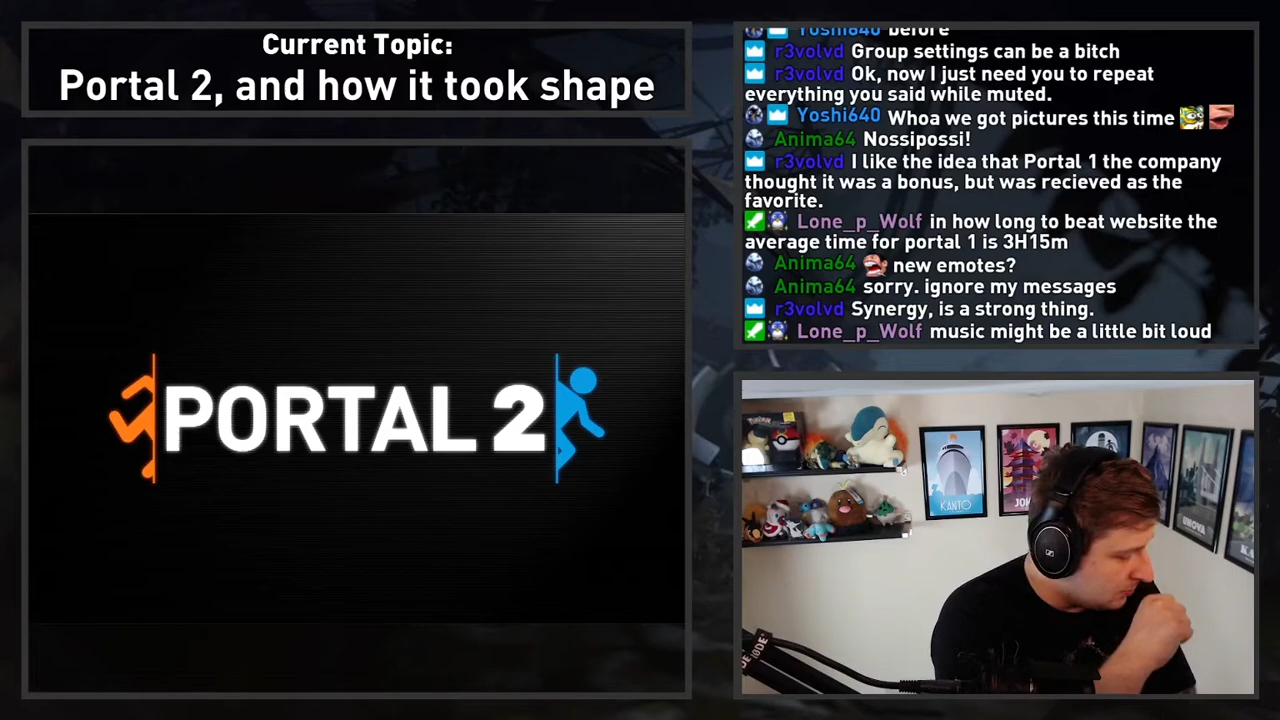 Current Topic:
Portal 2, and how it took shape
PORTAL 2
Yoshi640 before
r3volvd Group settings can be a bitch
r3volvd Ok, now I just need you to repeat
everything you said while muted.
Yoshi640 Whoa we got pictures this time
Anima64 Nossipossi!
r3volvd I like the idea that Portal 1 the company
thought it was a bonus, but was recieved as the
favorite.
Lone_p_Wolf in how long to beat website the
average time for portal 1 is 3H15m
Anima64 new emotes?
Anima64 sorry. ignore my messages
r3volvd Synergy, is a strong thing.
Lone_p_Wolf music might be a little bit loud
KANTO
UNOVA